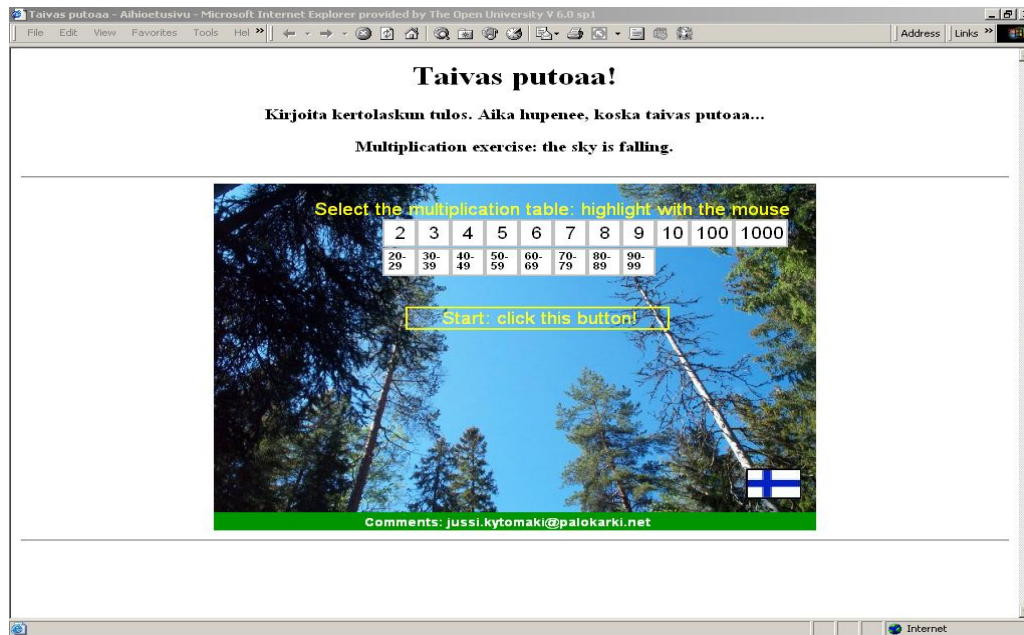 Taivas putoaa - Aihioetusivu - Microsoft Internet Explorer provided by The Open University V 6.0 sp1
File Edit View Favorites Tools Hel » Address Links »
Taivas putoaa!
Kirjoita kertolaskun tulos. Aika hupenee, koska taivas putoaa...
Multiplication exercise: the sky is falling.
Select the multiplication table: highlight with the mouse
2 3 4 5 6 7 8 9 10 100 1000
20- 30- 40- 50- 60- 70- 80- 90-
29 39 49 59 69 79 89 99
Start: click this button!
Comments: jussi.kytomaki@palokarki.net
Internet